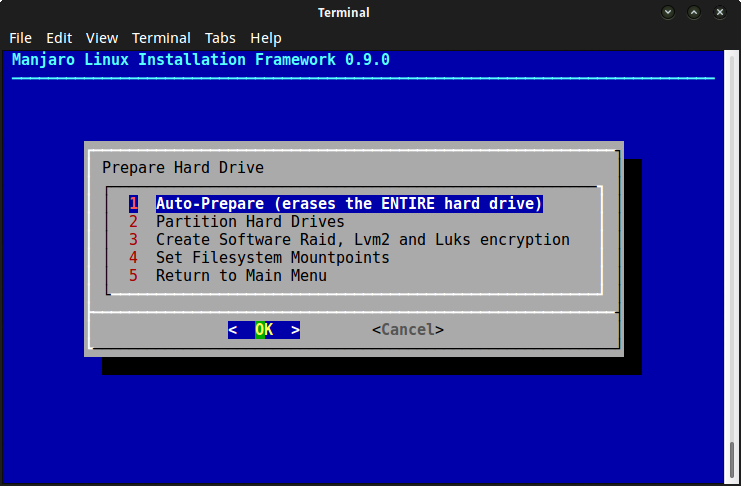 Terminal
File Edit View Terminal Tabs Help
Manjaro Linux Installation Framework 0.9.0
Prepare Hard Drive
1 Auto-Prepare (erases the ENTIRE hard drive)
2 Partition Hard Drives
3 Create Software Raid, Lvm2 and Luks encryption
4 Set Filesystem Mountpoints
5 Return to Main Menu
< OK > <Cancel>